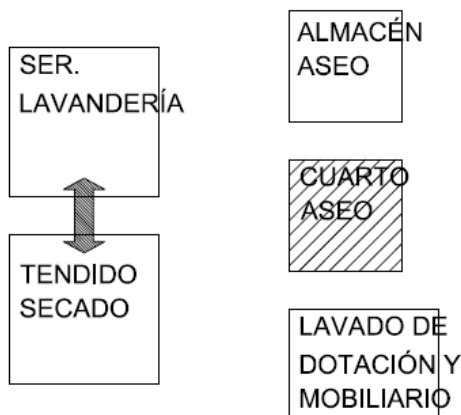 SER.
LAVANDERÍA
TENDIDO
SECADO
ALMACÉN
ASEO
CUARTO
ASEO
LAVADO DE
DOTACIÓN Y
MOBILIARIO